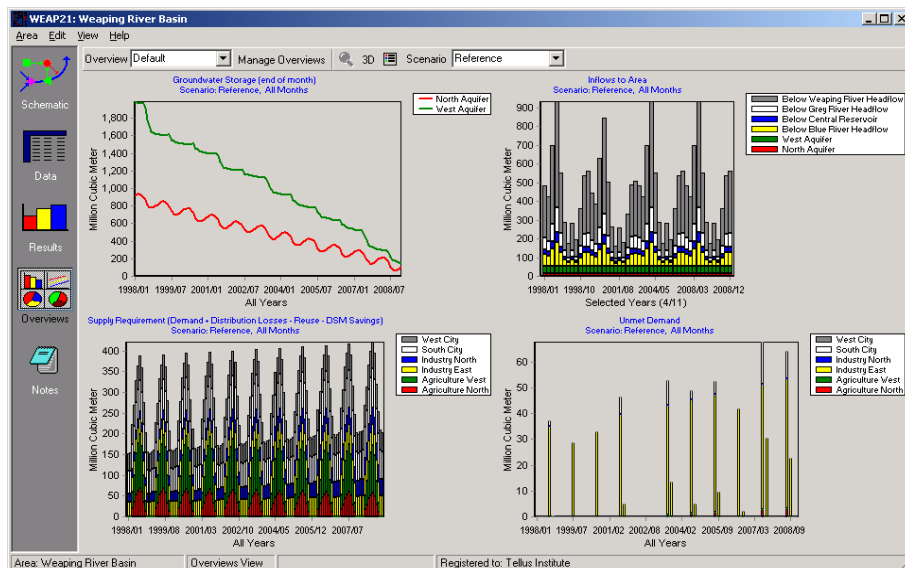 WEAP21: Weaping River Basin
Area Edit View Help
Overview Default Manage Overviews 3D Scenario Reference
Schematic
Data
Results
Overviews
Notes
Groundwater Storage (end of month)
Scenario: Reference, All Months
North Aquifer
West Aquifer
Million Cubic Meter
1,800
1,600
1,400
1,200
1,000
800
600
400
200
0
1998/01 1999/07 2001/01 2002/07 2004/01 2005/07 2007/01 2008/07
All Years
Inflows to Area
Scenario: Reference, All Months
Below Weaping River Headflow
Below Grey River Headflow
Below Central Reservoir
Below Blue River Headflow
West Aquifer
North Aquifer
Million Cubic Meter
900
800
700
600
500
400
300
200
100
0
1998/01 1998/10 2001/07 2004/05 2008/03 2008/12
Selected Years (4/11)
Supply Requirement (Demand + Distribution Losses - Reuse - DSM Savings)
Scenario: Reference, All Months
West City
South City
Industry North
Industry East
Agriculture West
Agriculture North
Million Cubic Meter
400
350
300
250
200
150
100
50
0
1998/01 1999/08 2001/03 2002/10 2004/05 2005/12 2007/07
All Years
Unmet Demand
Scenario: Reference, All Months
West City
South City
Industry North
Industry East
Agriculture West
Agriculture North
Million Cubic Meter
60
50
40
30
20
10
0
1998/01 1999/07 2001/02 2002/08 2004/02 2005/09 2007/03 2008/09
All Years
Area: Weaping River Basin Overviews View Registered to: Tellus Institute